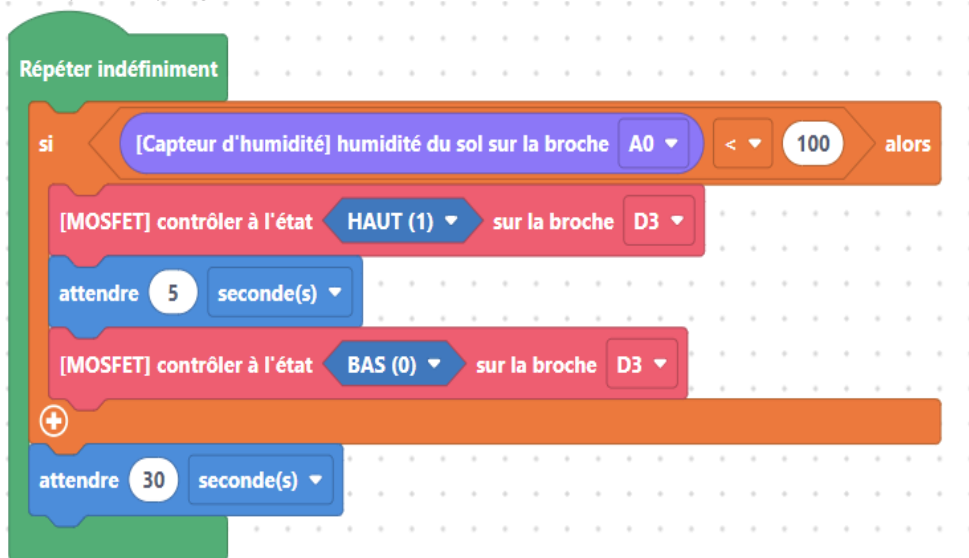 Répéter indéfiniment
si [Capteur d'humidité] humidité du sol sur la broche A0 < 100 alors
[MOSFET] contrôler à l'état HAUT (1) sur la broche D3
attendre 5 seconde(s)
[MOSFET] contrôler à l'état BAS (0) sur la broche D3
attendre 30 seconde(s)